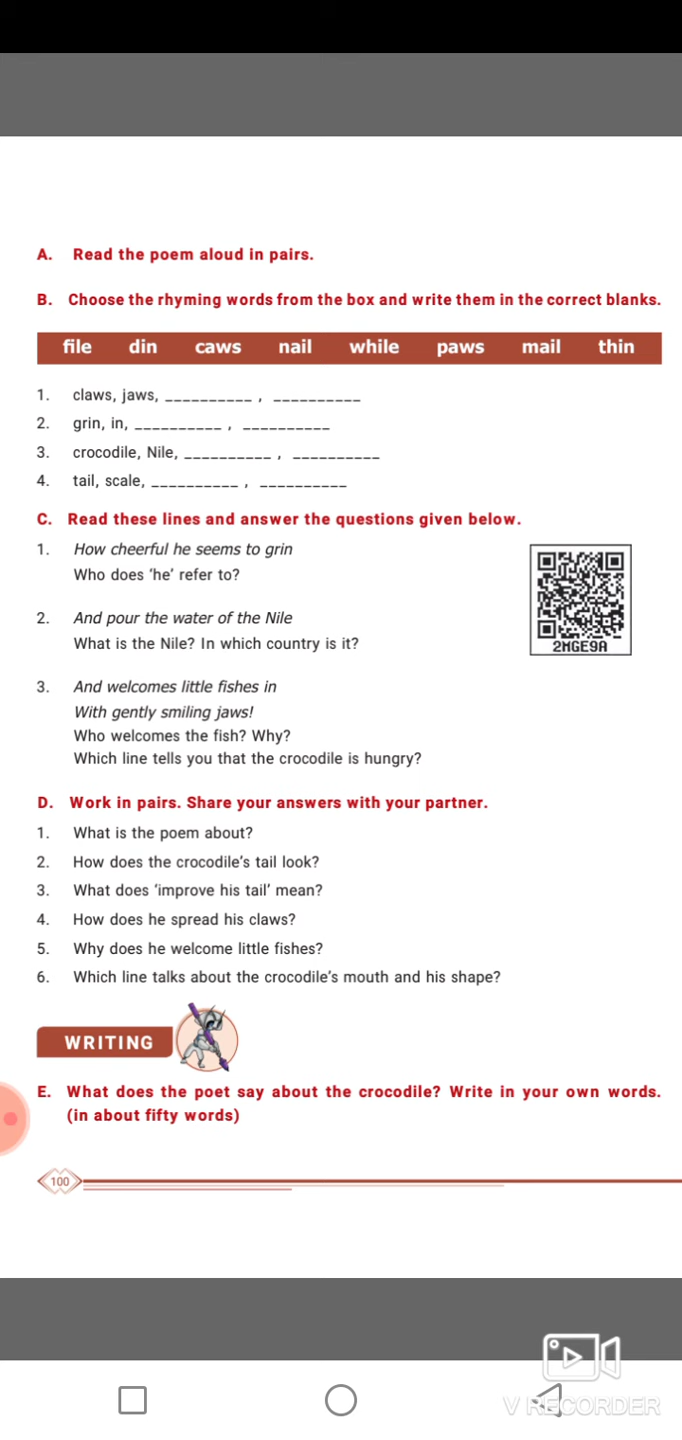 A. Read the poem aloud in pairs.
B. Choose the rhyming words from the box and write them in the correct blanks.
file din caws nail while paws mail thin
1. claws, jaws, __________ , __________
2. grin, in, __________ , __________
3. crocodile, Nile, __________ , __________
4. tail, scale, __________ , __________
C. Read these lines and answer the questions given below.
1. How cheerful he seems to grin
Who does ‘he’ refer to?
2. And pour the water of the Nile
What is the Nile? In which country is it?
2MGE9A
3. And welcomes little fishes in
With gently smiling jaws!
Who welcomes the fish? Why?
Which line tells you that the crocodile is hungry?
D. Work in pairs. Share your answers with your partner.
1. What is the poem about?
2. How does the crocodile’s tail look?
3. What does ‘improve his tail’ mean?
4. How does he spread his claws?
5. Why does he welcome little fishes?
6. Which line talks about the crocodile’s mouth and his shape?
WRITING
E. What does the poet say about the crocodile? Write in your own words.
(in about fifty words)
100
V RECORDER